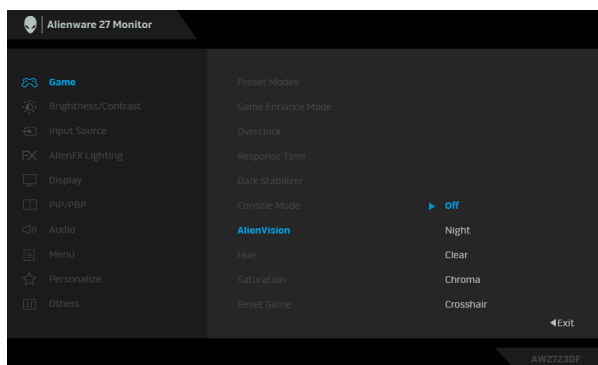 Alienware 27 Monitor
Game
Brightness/Contrast
Input Source
AlienFX Lighting
Display
PIP/PBP
Audio
Menu
Personalize
Others
Preset Modes
Game Enhance Mode
Overclock
Response Time
Dark Stabilizer
Console Mode
AlienVision
Hue
Saturation
Reset Game
Off
Night
Clear
Chroma
Crosshair
Exit
AW2723DF